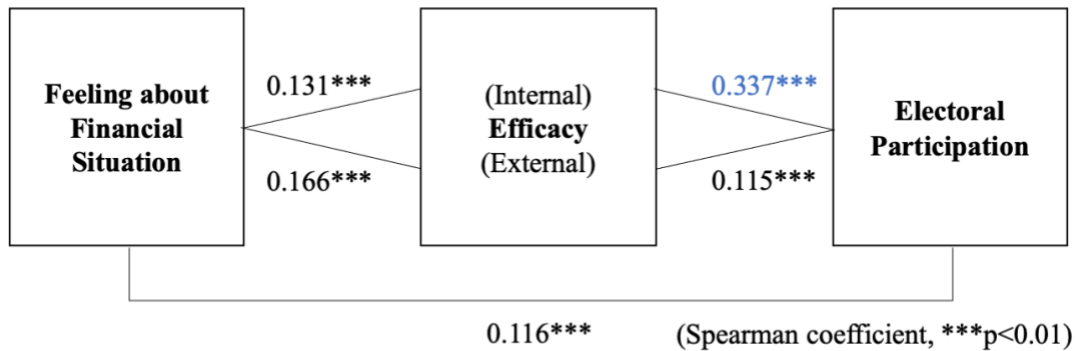 Feeling about
Financial
Situation
0.131***
0.166***
(Internal)
Efficacy
(External)
0.337***
0.115***
Electoral
Participation
0.116***
(Spearman coefficient, ***p<0.01)